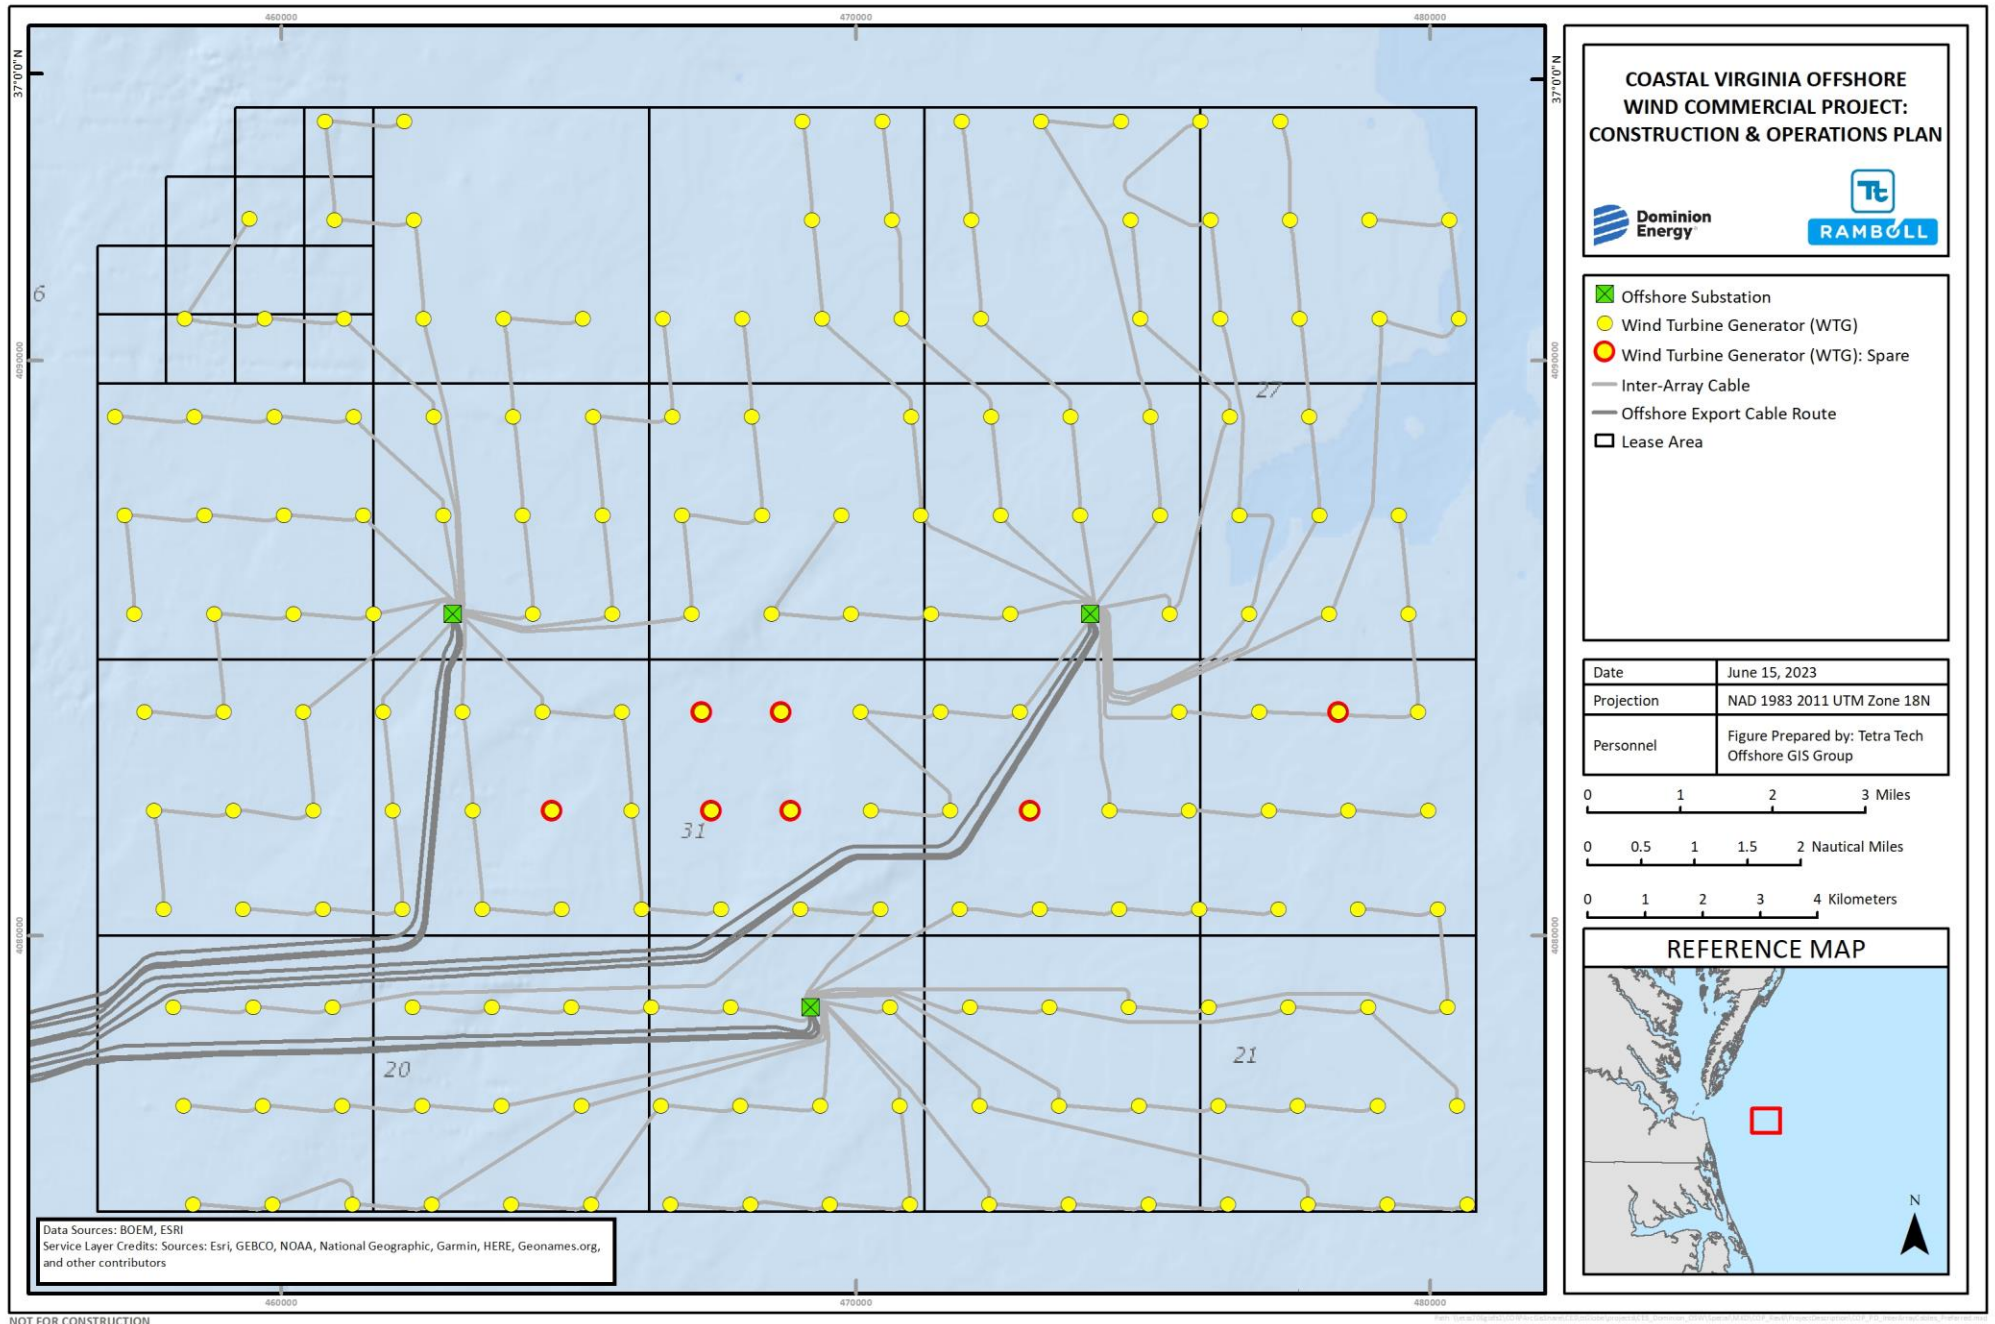 460000
470000
480000
37°0'0"N
37°0'0"N
6
4090000
4090000
27
31
4080000
4080000
20
21
Data Sources: BOEM, ESRI
Service Layer Credits: Sources: Esri, GEBCO, NOAA, National Geographic, Garmin, HERE, Geonames.org,
and other contributors
460000
470000
480000
NOT FOR CONSTRUCTION
COASTAL VIRGINIA OFFSHORE
WIND COMMERCIAL PROJECT:
CONSTRUCTION & OPERATIONS PLAN
Dominion
Energy®
Tt
RAMBOLL
Offshore Substation
Wind Turbine Generator (WTG)
Wind Turbine Generator (WTG): Spare
Inter-Array Cable
Offshore Export Cable Route
Lease Area
Date June 15, 2023
Projection NAD 1983 2011 UTM Zone 18N
Personnel Figure Prepared by: Tetra Tech
Offshore GIS Group
0 1 2 3 Miles
0 0.5 1 1.5 2 Nautical Miles
0 1 2 3 4 Kilometers
REFERENCE MAP
N